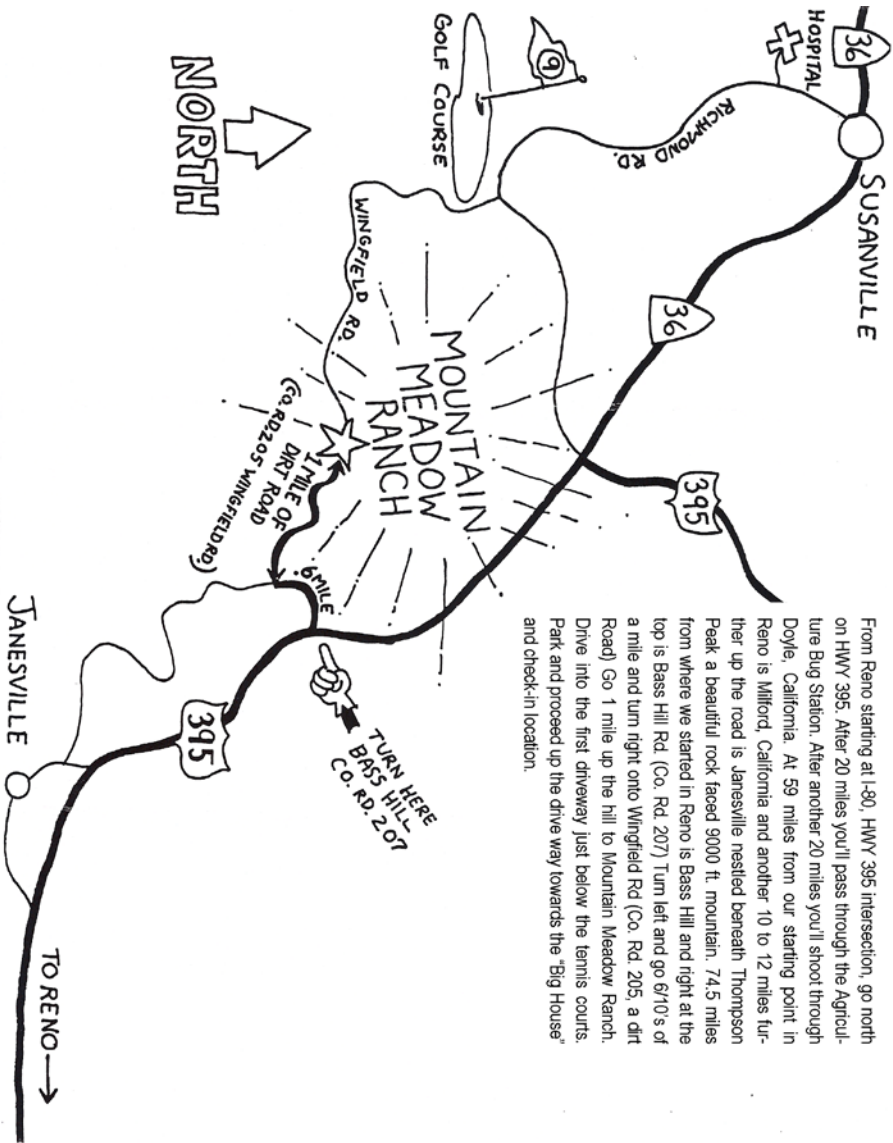 36
HOSPITAL
SUSANVILLE
RICHMOND RD.
9
GOLF COURSE
NORTH
36
395
WINGFIELD RD.
MOUNTAIN
MEADOW
RANCH
1 MILE OF
DIRT ROAD
(CO. RD. 205 WINGFIELD RD.)
.6 MILE
TURN HERE
BASS HILL
CO. RD. 207
395
JANESVILLE
TO RENO
From Reno starting at I-80, HWY 395 intersection, go north
on HWY 395. After 20 miles you'll pass through the Agricul-
ture Bug Station. After another 20 miles you'll shoot through
Doyle, California. At 59 miles from our starting point in
Reno is Milford, California and another 10 to 12 miles fur-
ther up the road is Janesville nestled beneath Thompson
Peak a beautiful rock faced 9000 ft. mountain. 74.5 miles
from where we started in Reno is Bass Hill and right at the
top is Bass Hill Rd. (Co. Rd. 207) Turn left and go 6/10's of
a mile and turn right onto Wingfield Rd (Co. Rd. 205, a dirt
Road) Go 1 mile up the hill to Mountain Meadow Ranch.
Drive into the first driveway just below the tennis courts.
Park and proceed up the drive way towards the "Big House"
and check-in location.